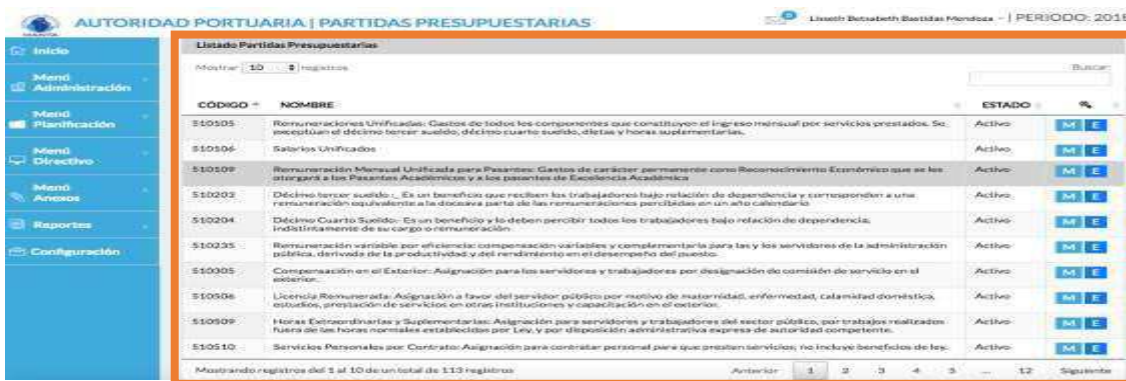 AUTORIDAD PORTUARIA | PARTIDAS PRESUPUESTARIAS
Lisseth Betsabeth Bastidas Mendoza - | PERIODO: 2018
Inicio
Menú
Administración
Menú
Planificación
Menú
Directivo
Menú
Anexos
Reportes
Configuración
Listado Partidas Presupuestarias
Mostrar 10 registros
Buscar:
CÓDIGO NOMBRE ESTADO
510105 Remuneraciones Unificadas: Gastos de todos los componentes que constituyen el ingreso mensual por servicios prestados. Se Activo M E
exceptúan el décimo tercer sueldo, décimo cuarto sueldo, dietas y horas suplementarias.
510106 Salarios Unificados Activo M E
510109 Remuneración Mensual Unificada para Pasantes: Gastos de carácter permanente como Reconocimiento Económico que se les Activo M E
otorgará a los Pasantes Académicos y a los pasantes de Excelencia Académica
510203 Décimo tercer sueldo:_ Es un beneficio que reciben los trabajadores bajo relación de dependencia y corresponden a una Activo M E
remuneración equivalente a la doceava parte de las remuneraciones percibidas en un año calendario
510204 Décimo Cuarto Sueldo:- Es un beneficio y lo deben percibir todos los trabajadores bajo relación de dependencia, Activo M E
indistintamente de su cargo o remuneración
510235 Remuneración variable por eficiencia: compensación variables y complementaria para las y los servidores de la administración Activo M E
pública, derivada de la productividad y del rendimiento en el desempeño del puesto.
510305 Compensación en el Exterior: Asignación para los servidores y trabajadores por designación de comisión de servicio en el Activo M E
exterior.
510506 Licencia Remunerada: Asignación a favor del servidor público por motivo de maternidad, enfermedad, calamidad doméstica, Activo M E
estudios, prestación de servicios en otras instituciones y capacitación en el exterior.
510509 Horas Extraordinarias y Suplementarias: Asignación para servidores y trabajadores del sector público, por trabajos realizados Activo M E
fuera de las horas normales establecidas por Ley, y por disposición administrativa expresa de autoridad competente.
510510 Servicios Personales por Contrato: Asignación para contratar personal para que presten servicios; no incluye beneficios de ley. Activo M E
Mostrando registros del 1 al 10 de un total de 113 registros Anterior 1 2 3 4 5 ... 12 Siguiente